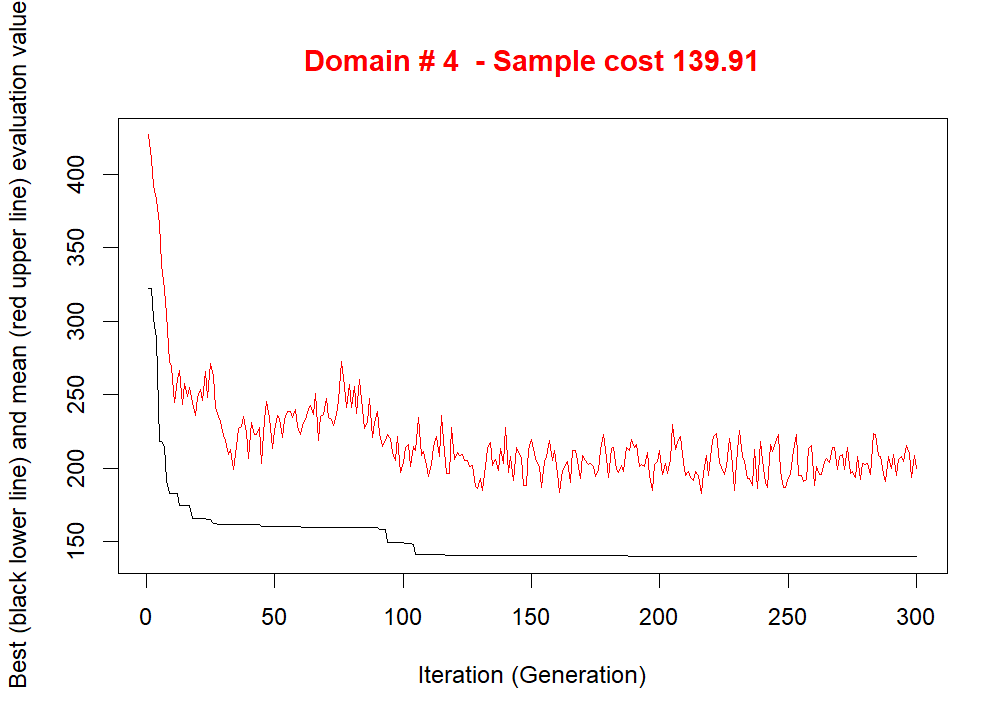 Domain # 4  - Sample cost 139.91
Best (black lower line) and mean (red upper line) evaluation value
400
350
300
250
200
150
0 50 100 150 200 250 300
Iteration (Generation)